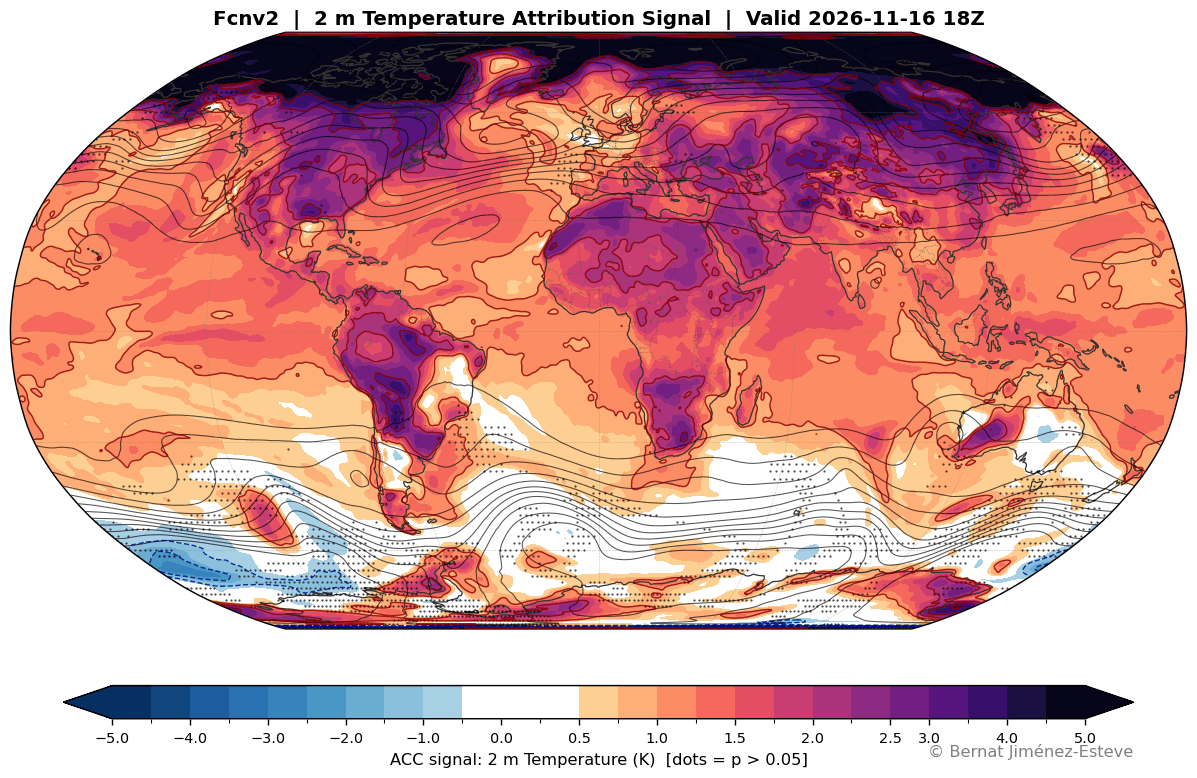 Fcnv2 | 2 m Temperature Attribution Signal | Valid 2026-11-16 18Z
−5.0 −4.0 −3.0 −2.0 −1.0 0.0 0.5 1.0 1.5 2.0 2.5 3.0 4.0 5.0
© Bernat Jiménez-Esteve
ACC signal: 2 m Temperature (K) [dots = p > 0.05]